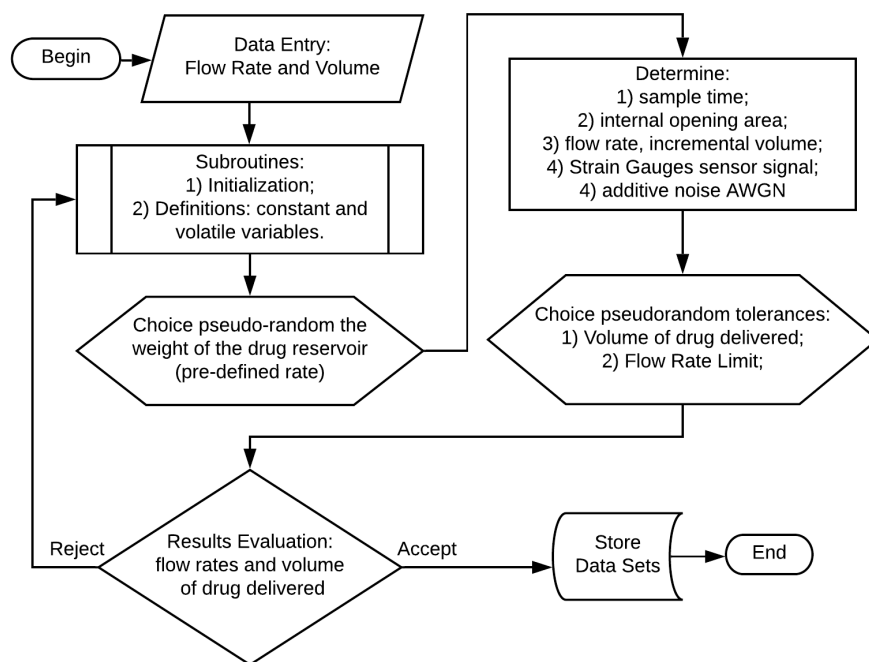 Begin
Data Entry:
Flow Rate and Volume
Subroutines:
1) Initialization;
2) Definitions: constant and
volatile variables.
Choice pseudo-random the
weight of the drug reservoir
(pre-defined rate)
Determine:
1) sample time;
2) internal opening area;
3) flow rate, incremental volume;
4) Strain Gauges sensor signal;
4) additive noise AWGN
Choice pseudorandom tolerances:
1) Volume of drug delivered;
2) Flow Rate Limit;
Results Evaluation:
flow rates and volume
of drug delivered
Reject
Accept
Store
Data Sets
End